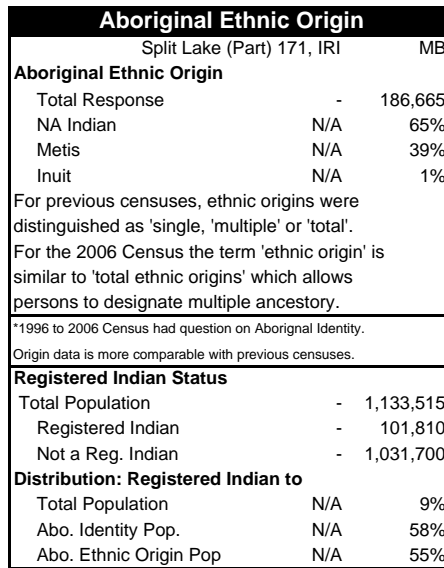 Aboriginal Ethnic Origin
Split Lake (Part) 171, IRI MB
Aboriginal Ethnic Origin
Total Response - 186,665
NA Indian N/A 65%
Metis N/A 39%
Inuit N/A 1%
For previous censuses, ethnic origins were
distinguished as 'single, 'multiple' or 'total'.
For the 2006 Census the term 'ethnic origin' is
similar to 'total ethnic origins' which allows
persons to designate multiple ancestory.
*1996 to 2006 Census had question on Aborignal Identity.
Origin data is more comparable with previous censuses.
Registered Indian Status
Total Population - 1,133,515
Registered Indian - 101,810
Not a Reg. Indian - 1,031,700
Distribution: Registered Indian to
Total Population N/A 9%
Abo. Identity Pop. N/A 58%
Abo. Ethnic Origin Pop N/A 55%